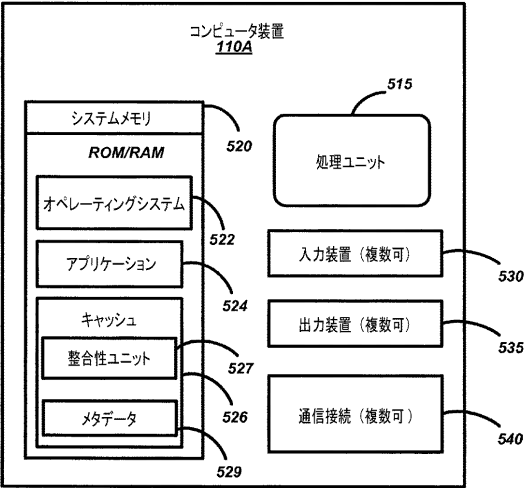 コンピュータ装置
110A
システムメモリ
520
ROM/RAM
オペレーティングシステム
522
アプリケーション
524
キャッシュ
整合性ユニット
527
526
メタデータ
529
515
処理ユニット
入力装置（複数可）
530
出力装置（複数可）
535
通信接続（複数可）
540